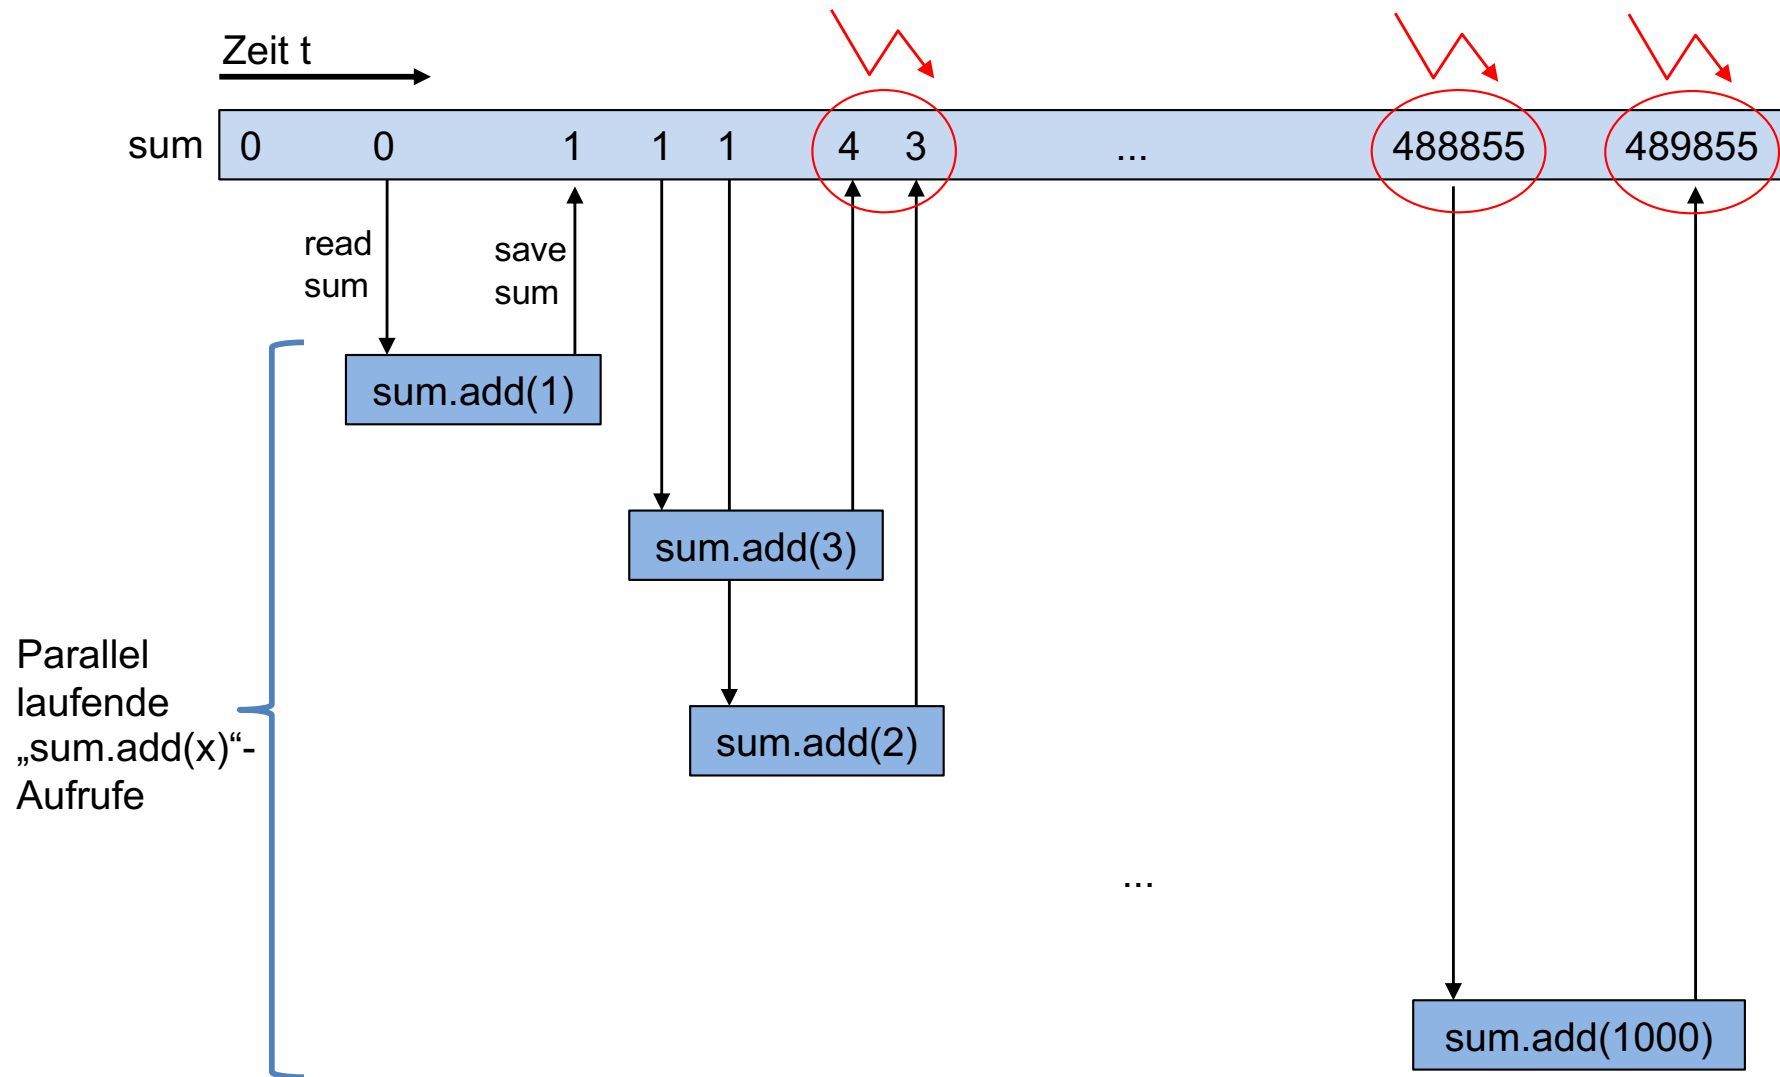 Zeit t
sum 0 0 1 1 1 4 3 ... 488855 489855
read
sum
save
sum
sum.add(1)
sum.add(3)
Parallel
laufende
„sum.add(x)“-
Aufrufe
sum.add(2)
...
sum.add(1000)